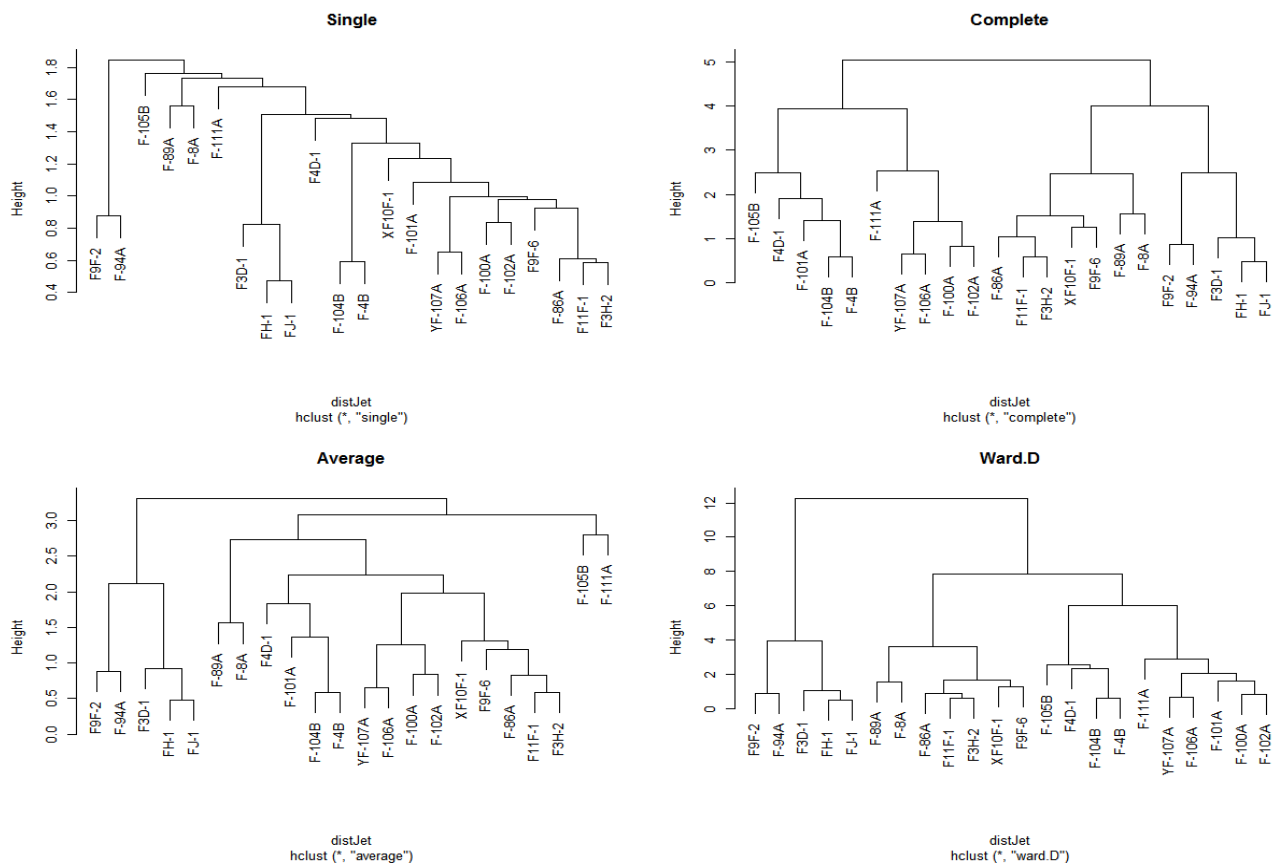 Single
Height
0.4 0.6 0.8 1.0 1.2 1.4 1.6 1.8
F9F-2
F-94A
F-105B
F-89A
F-8A
F-111A
F3D-1
FH-1
FJ-1
F4D-1
F-104B
F-4B
XF10F-1
F-101A
YF-107A
F-106A
F-100A
F-102A
F9F-6
F-86A
F11F-1
F3H-2
distJet
hclust (*, "single")
Complete
Height
0 1 2 3 4 5
F-105B
F4D-1
F-101A
F-104B
F-4B
F-111A
YF-107A
F-106A
F-100A
F-102A
F-86A
F11F-1
F3H-2
XF10F-1
F9F-6
F-89A
F-8A
F9F-2
F-94A
F3D-1
FH-1
FJ-1
distJet
hclust (*, "complete")
Average
Height
0.0 0.5 1.0 1.5 2.0 2.5 3.0
F9F-2
F-94A
F3D-1
FH-1
FJ-1
F-89A
F-8A
F4D-1
F-101A
F-104B
F-4B
YF-107A
F-106A
F-100A
F-102A
XF10F-1
F9F-6
F-86A
F11F-1
F3H-2
F-105B
F-111A
distJet
hclust (*, "average")
Ward.D
Height
0 2 4 6 8 10 12
F9F-2
F-94A
F3D-1
FH-1
FJ-1
F-89A
F-8A
F-86A
F11F-1
F3H-2
XF10F-1
F9F-6
F-105B
F4D-1
F-104B
F-4B
F-111A
YF-107A
F-106A
F-101A
F-100A
F-102A
distJet
hclust (*, "ward.D")